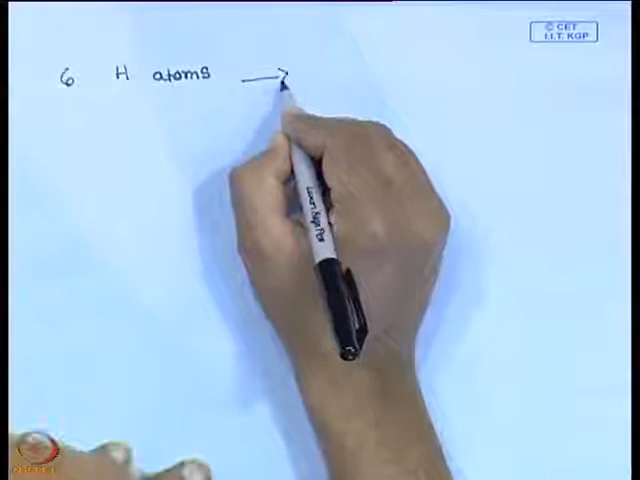 © CET
I.I.T. KGP
6 H atoms →